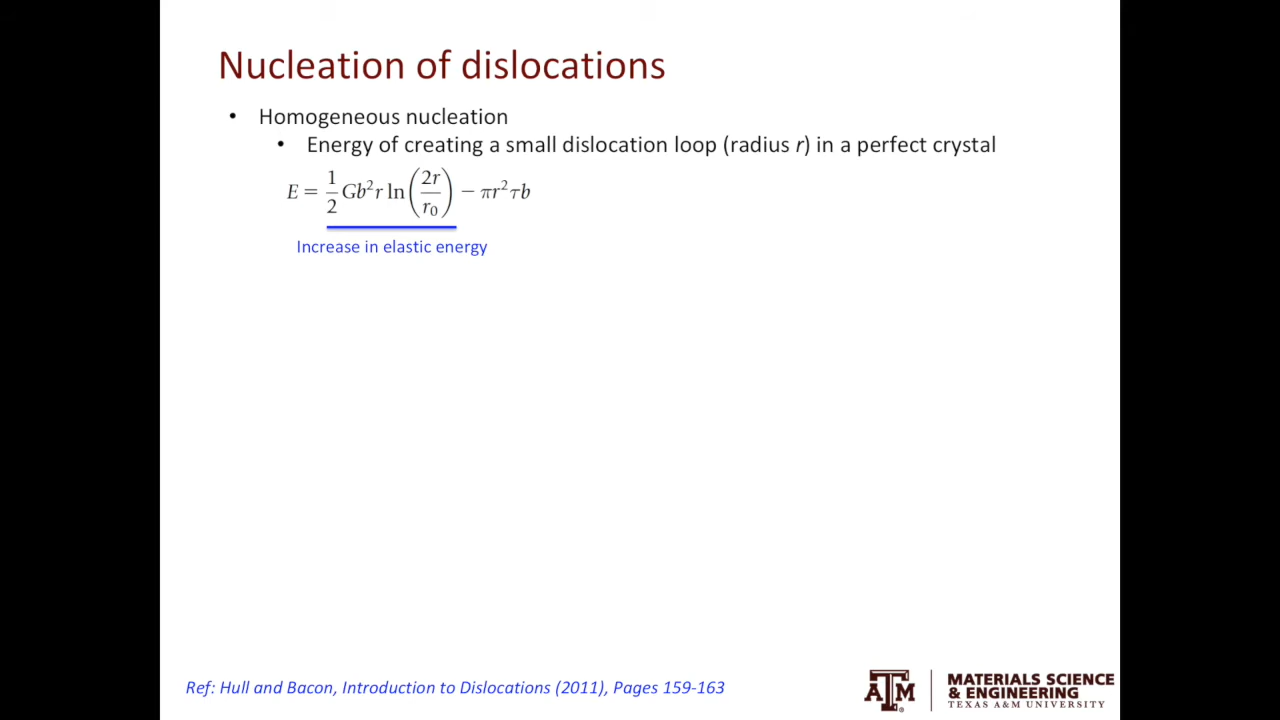 Nucleation of dislocations
• Homogeneous nucleation
• Energy of creating a small dislocation loop (radius r) in a perfect crystal
E = 1/2 Gb²r ln(2r/r₀) − πr²τb
Increase in elastic energy
Ref: Hull and Bacon, Introduction to Dislocations (2011), Pages 159-163
ATM
MATERIALS SCIENCE
& ENGINEERING
TEXAS A&M UNIVERSITY